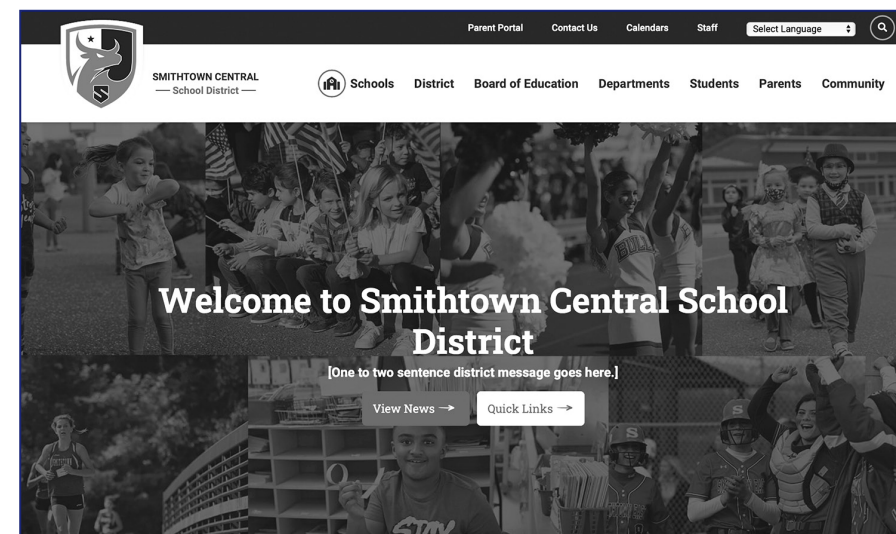 Parent Portal Contact Us Calendars Staff Select Language
S
SMITHTOWN CENTRAL
School District
Schools District Board of Education Departments Students Parents Community
Welcome to Smithtown Central School
District
[One to two sentence district message goes here.]
View News → Quick Links →
S
S
STAY